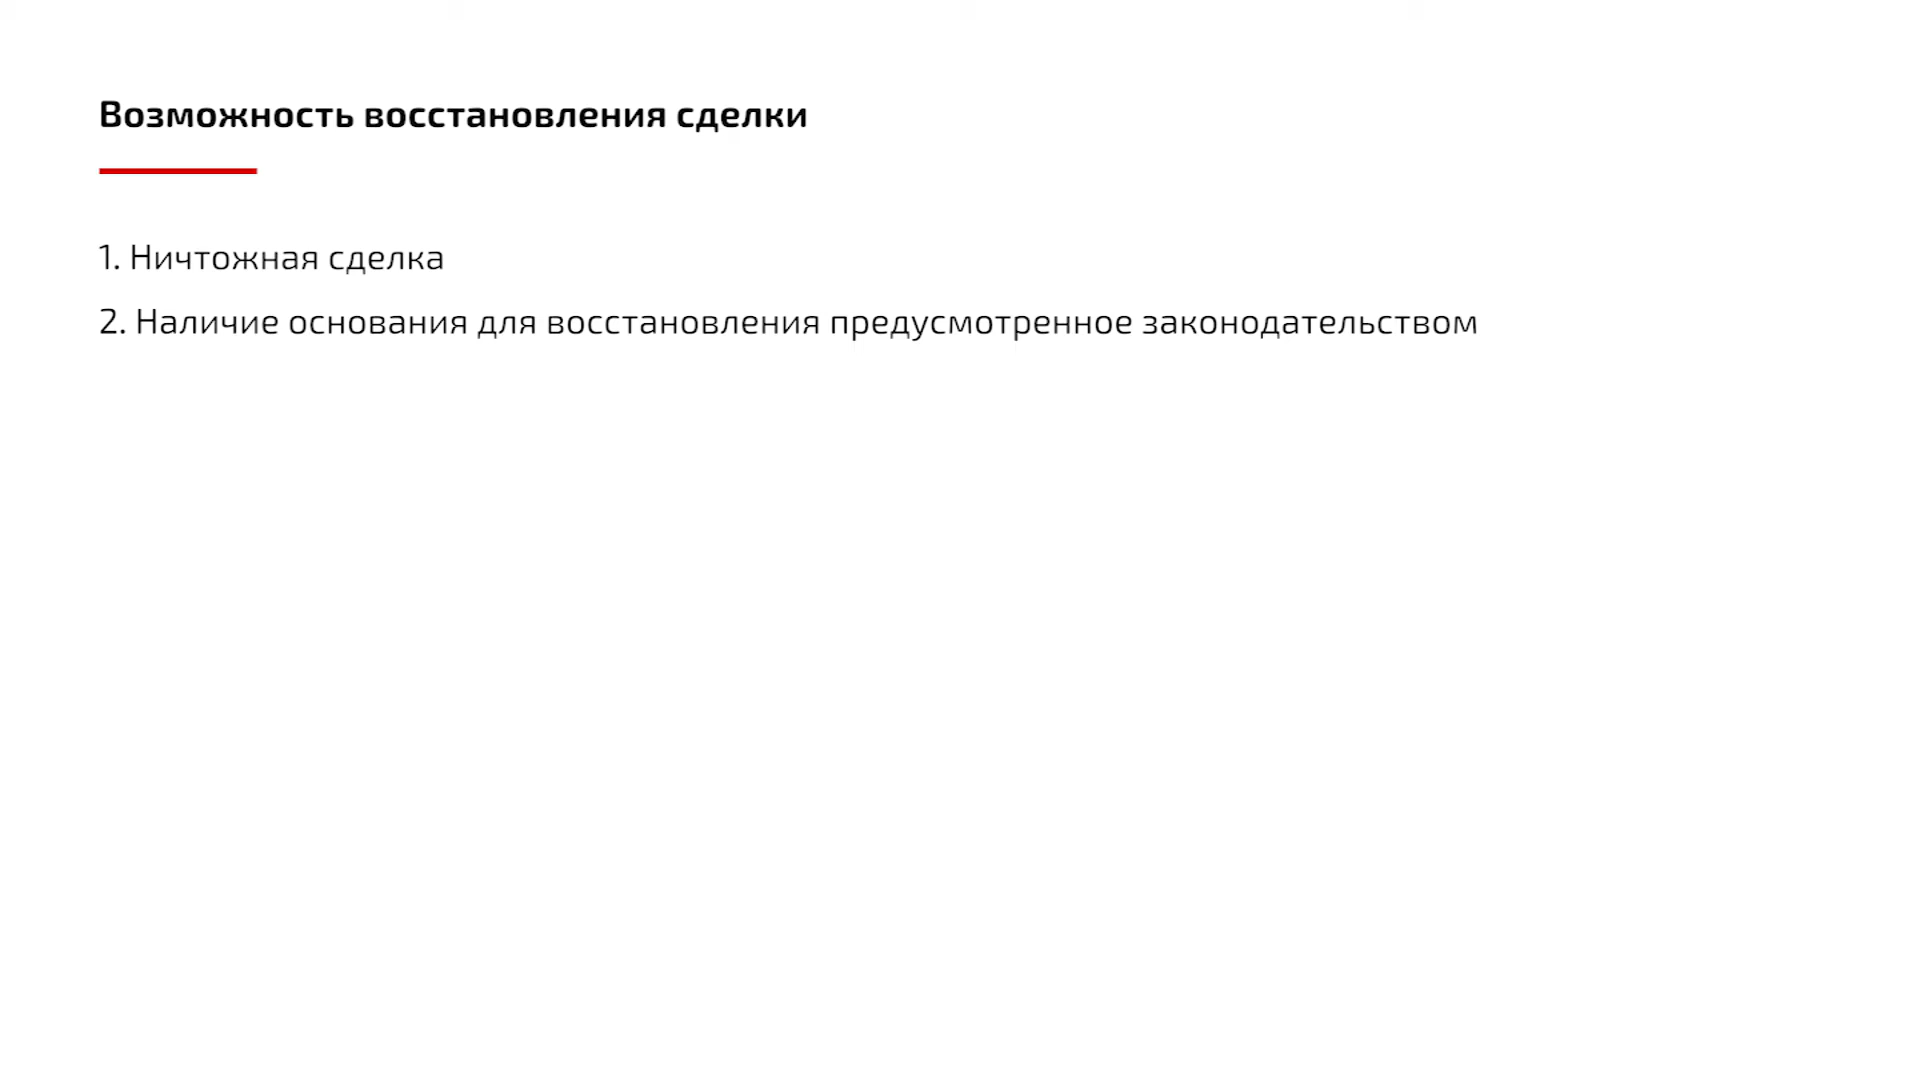 Возможность восстановления сделки
1. Ничтожная сделка
2. Наличие основания для восстановления предусмотренное законодательством